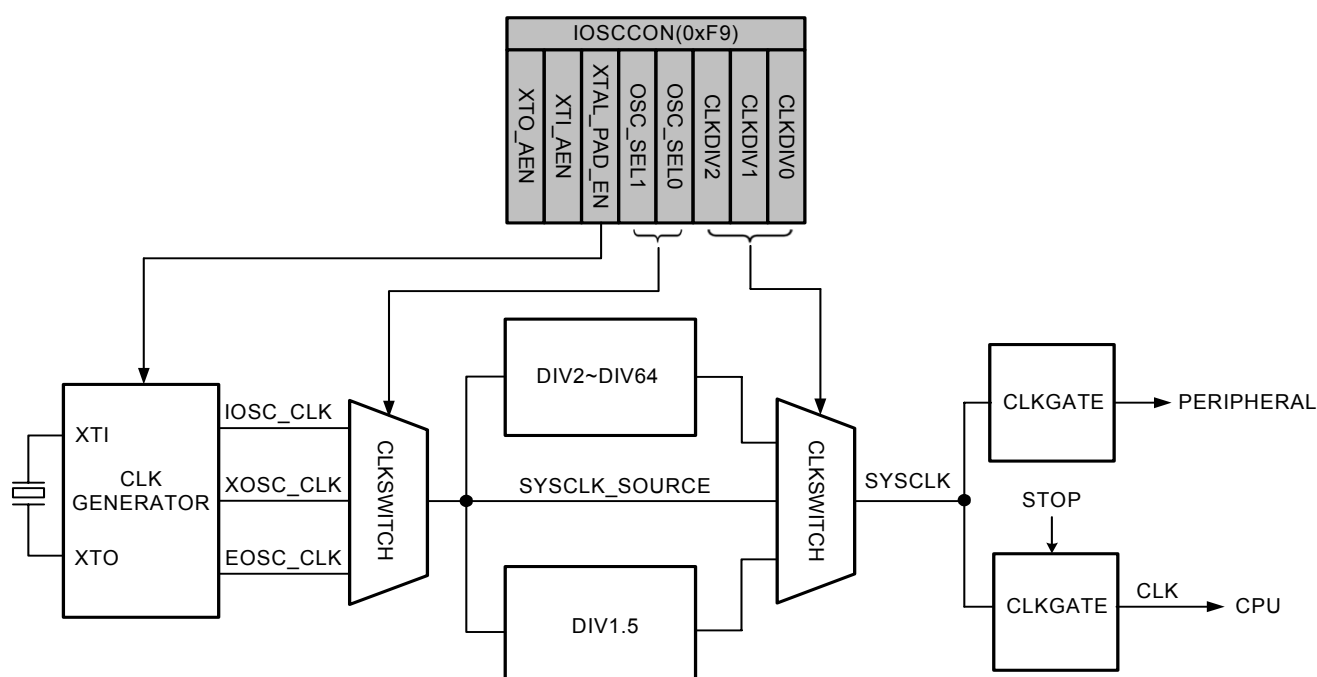 IOSCCON(0xF9)
XTO_AEN
XTI_AEN
XTAL_PAD_EN
OSC_SEL1
OSC_SEL0
CLKDIV2
CLKDIV1
CLKDIV0
XTI
CLK
GENERATOR
XTO
IOSC_CLK
XOSC_CLK
EOSC_CLK
CLKSWITCH
DIV2~DIV64
SYSCLK_SOURCE
DIV1.5
CLKSWITCH
SYSCLK
CLKGATE
PERIPHERAL
STOP
CLKGATE
CLK
CPU